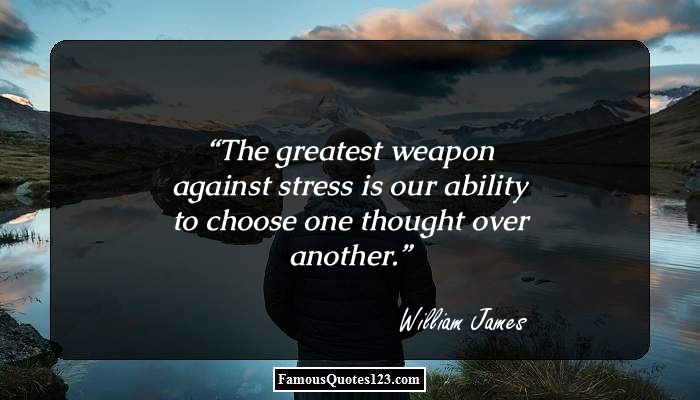 “The greatest weapon
against stress is our ability
to choose one thought over
another.”
William James
FamousQuotes123.com